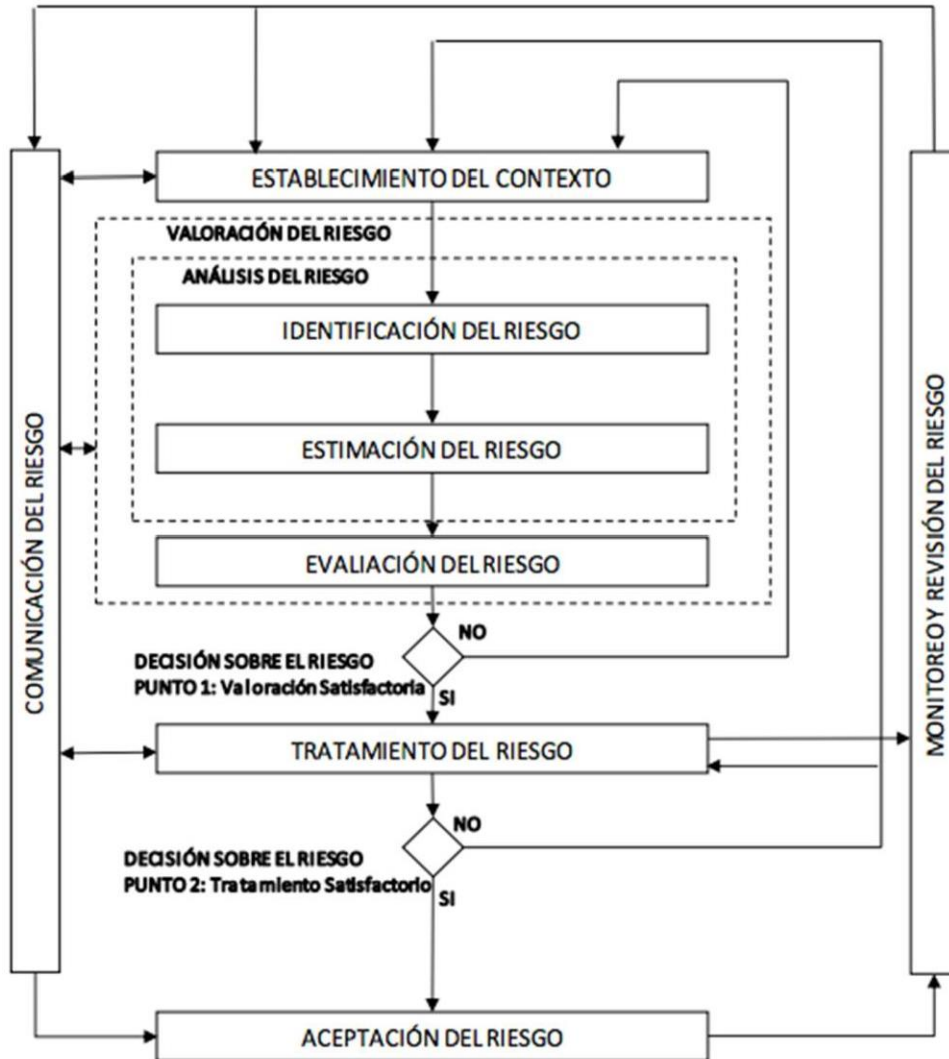 ESTABLECIMIENTO DEL CONTEXTO
VALORACIÓN DEL RIESGO
ANÁLISIS DEL RIESGO
IDENTIFICACIÓN DEL RIESGO
ESTIMACIÓN DEL RIESGO
EVALIACIÓN DEL RIESGO
NO
DECISIÓN SOBRE EL RIESGO
PUNTO 1: Valoración Satisfactoria
SI
TRATAMIENTO DEL RIESGO
NO
DECISIÓN SOBRE EL RIESGO
PUNTO 2: Tratamiento Satisfactorio
SI
ACEPTACIÓN DEL RIESGO
COMUNICACIÓN DEL RIESGO
MONITOREO Y REVISIÓN DEL RIESGO